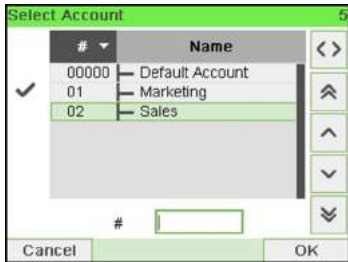 Select Account 5
# Name
00000 Default Account
01 Marketing
02 Sales
#
Cancel OK